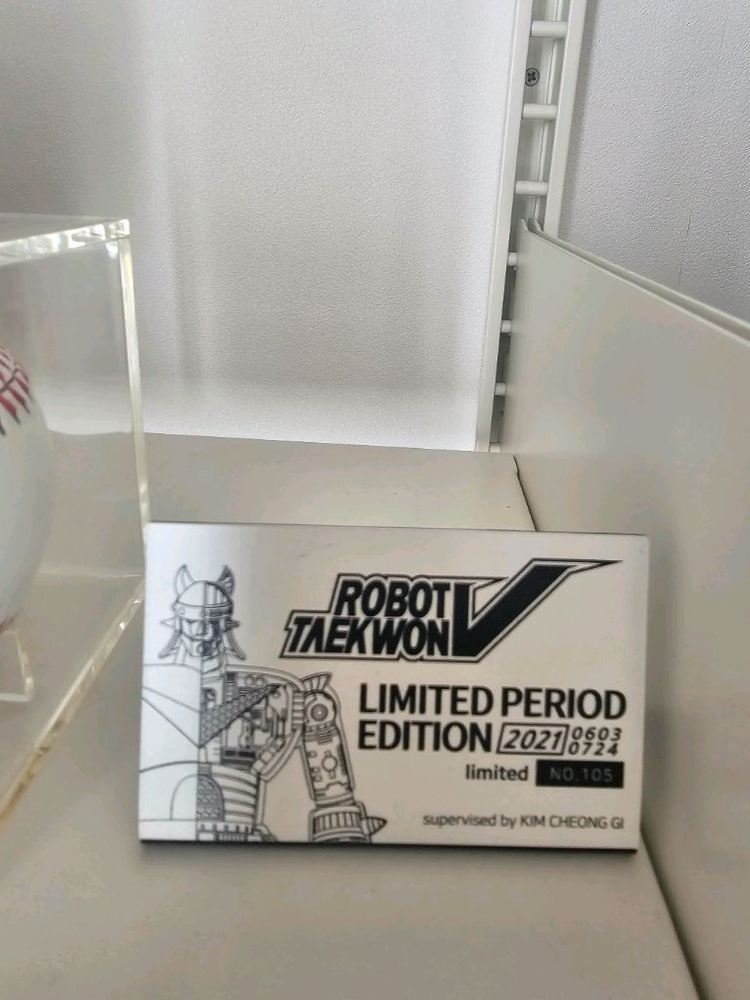 ROBOT
TAEKWON V
LIMITED PERIOD
EDITION 2021 0603
0724
limited NO.105
supervised by KIM CHEONG GI